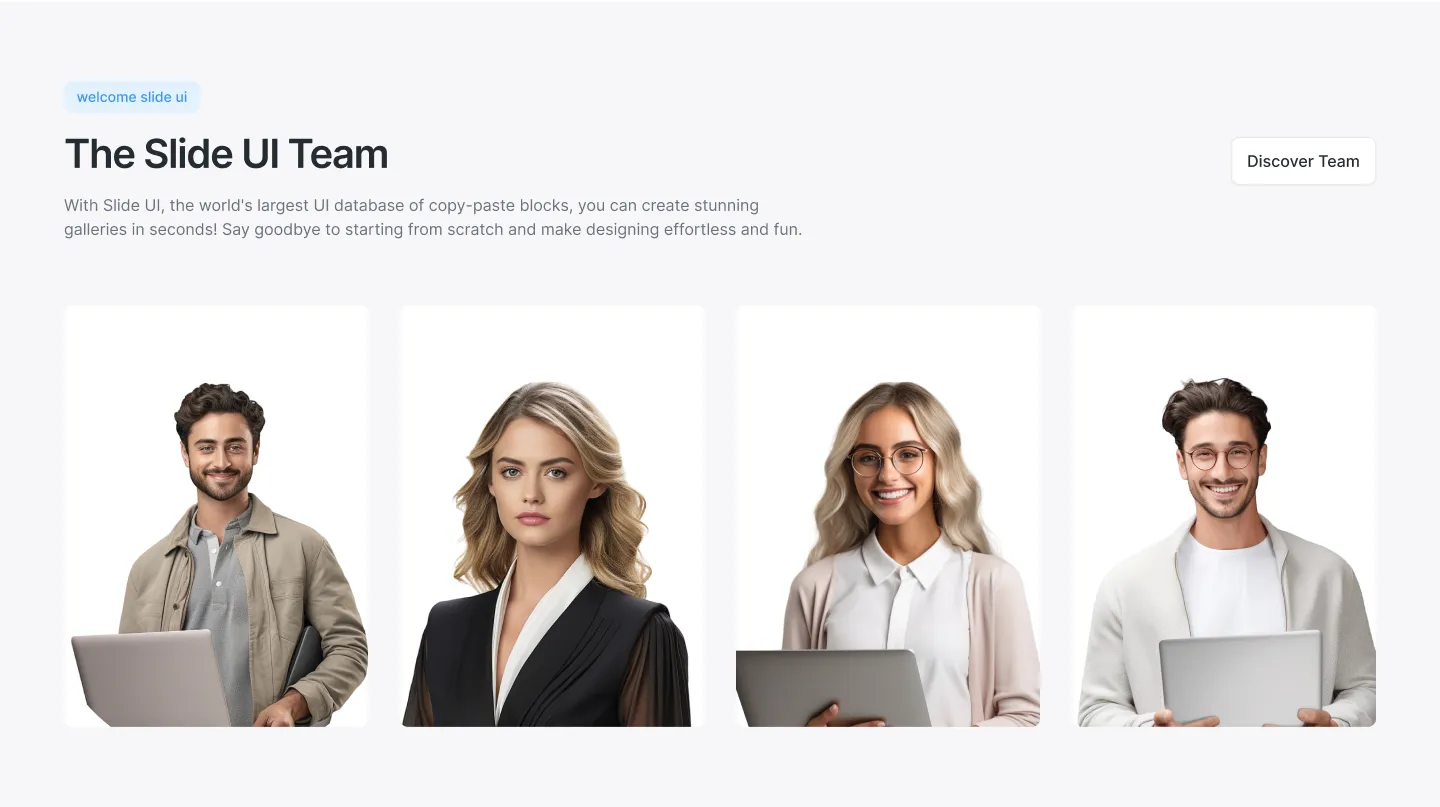 welcome slide ui
The Slide UI Team
Discover Team
With Slide UI, the world's largest UI database of copy-paste blocks, you can create stunning
galleries in seconds! Say goodbye to starting from scratch and make designing effortless and fun.